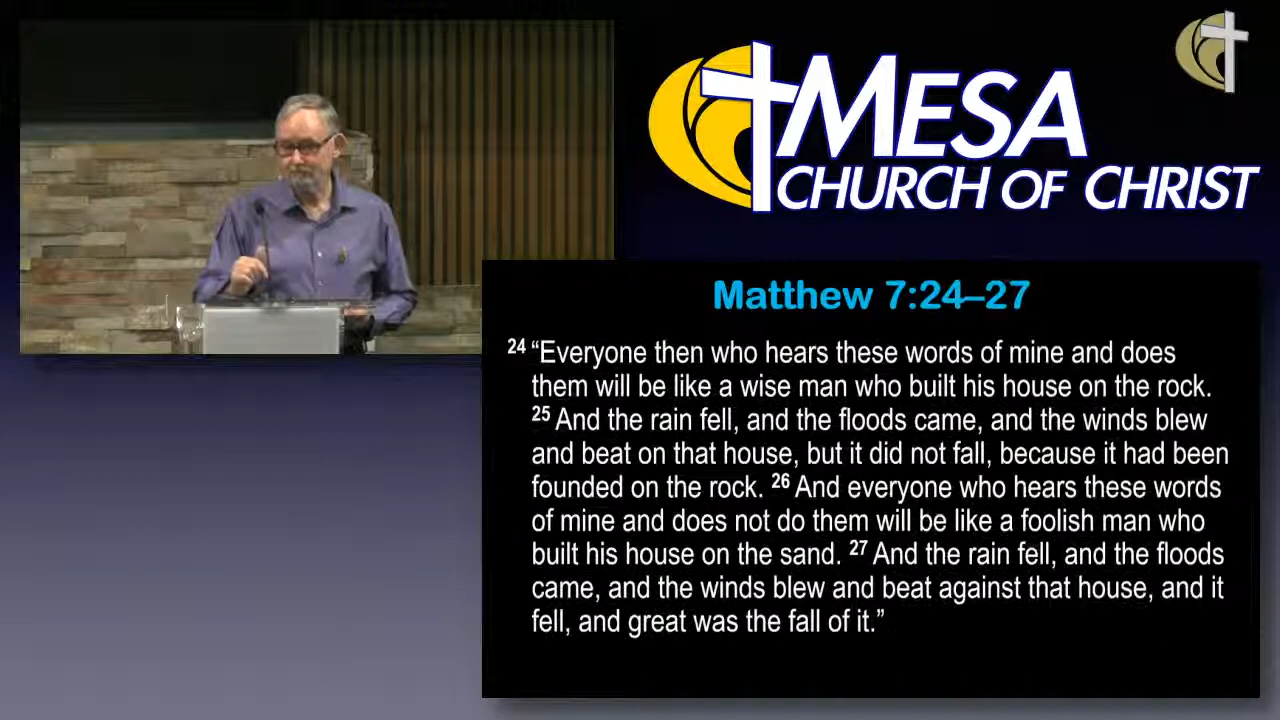 MESA
CHURCH OF CHRIST
Matthew 7:24–27
24 “Everyone then who hears these words of mine and does
them will be like a wise man who built his house on the rock.
25 And the rain fell, and the floods came, and the winds blew
and beat on that house, but it did not fall, because it had been
founded on the rock. 26 And everyone who hears these words
of mine and does not do them will be like a foolish man who
built his house on the sand. 27 And the rain fell, and the floods
came, and the winds blew and beat against that house, and it
fell, and great was the fall of it.”